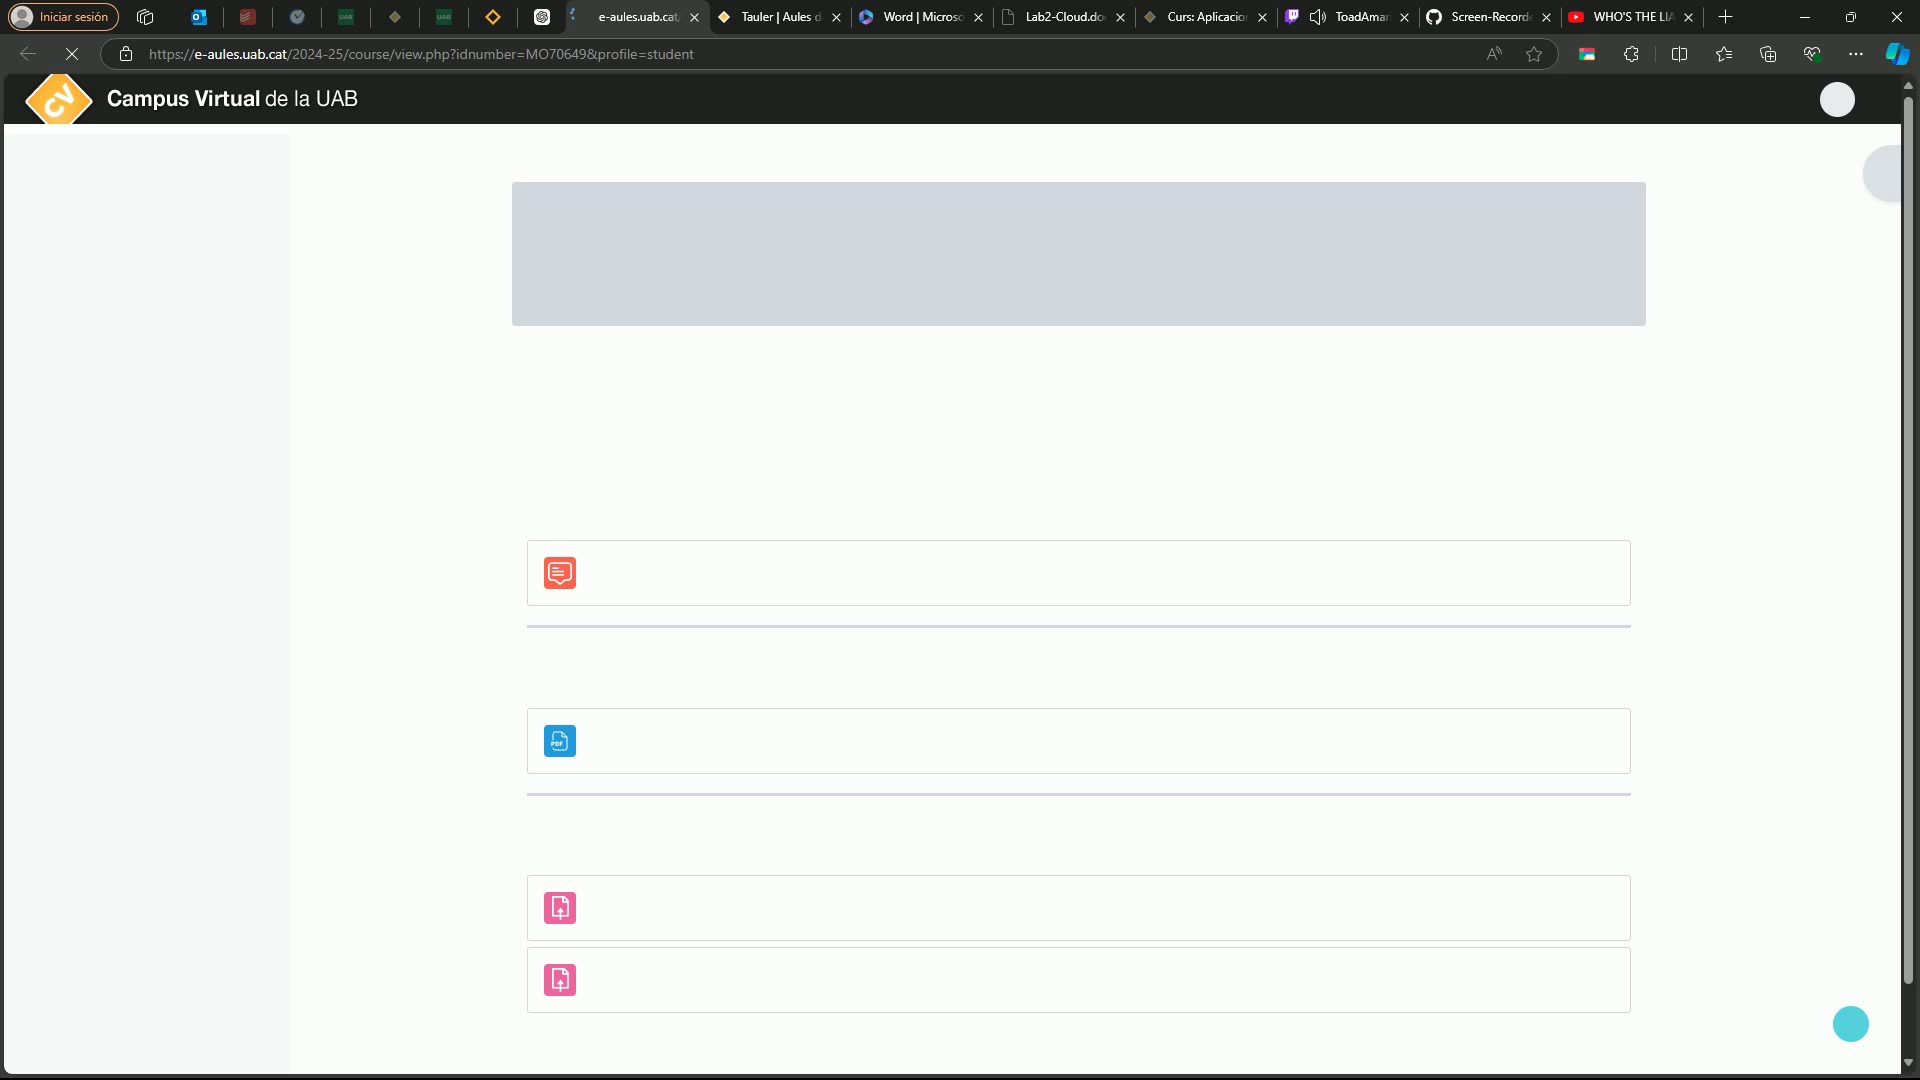 Iniciar sesión
UAB
UAB
e-aules.uab.cat
Tauler | Aules d
Word | Microso
Lab2-Cloud.do
Curs: Aplicacio
ToadAmar
Screen-Record
WHO'S THE LIA
https://e-aules.uab.cat/2024-25/course/view.php?idnumber=MO70649&profile=student
CV
Campus Virtual de la UAB
PDF